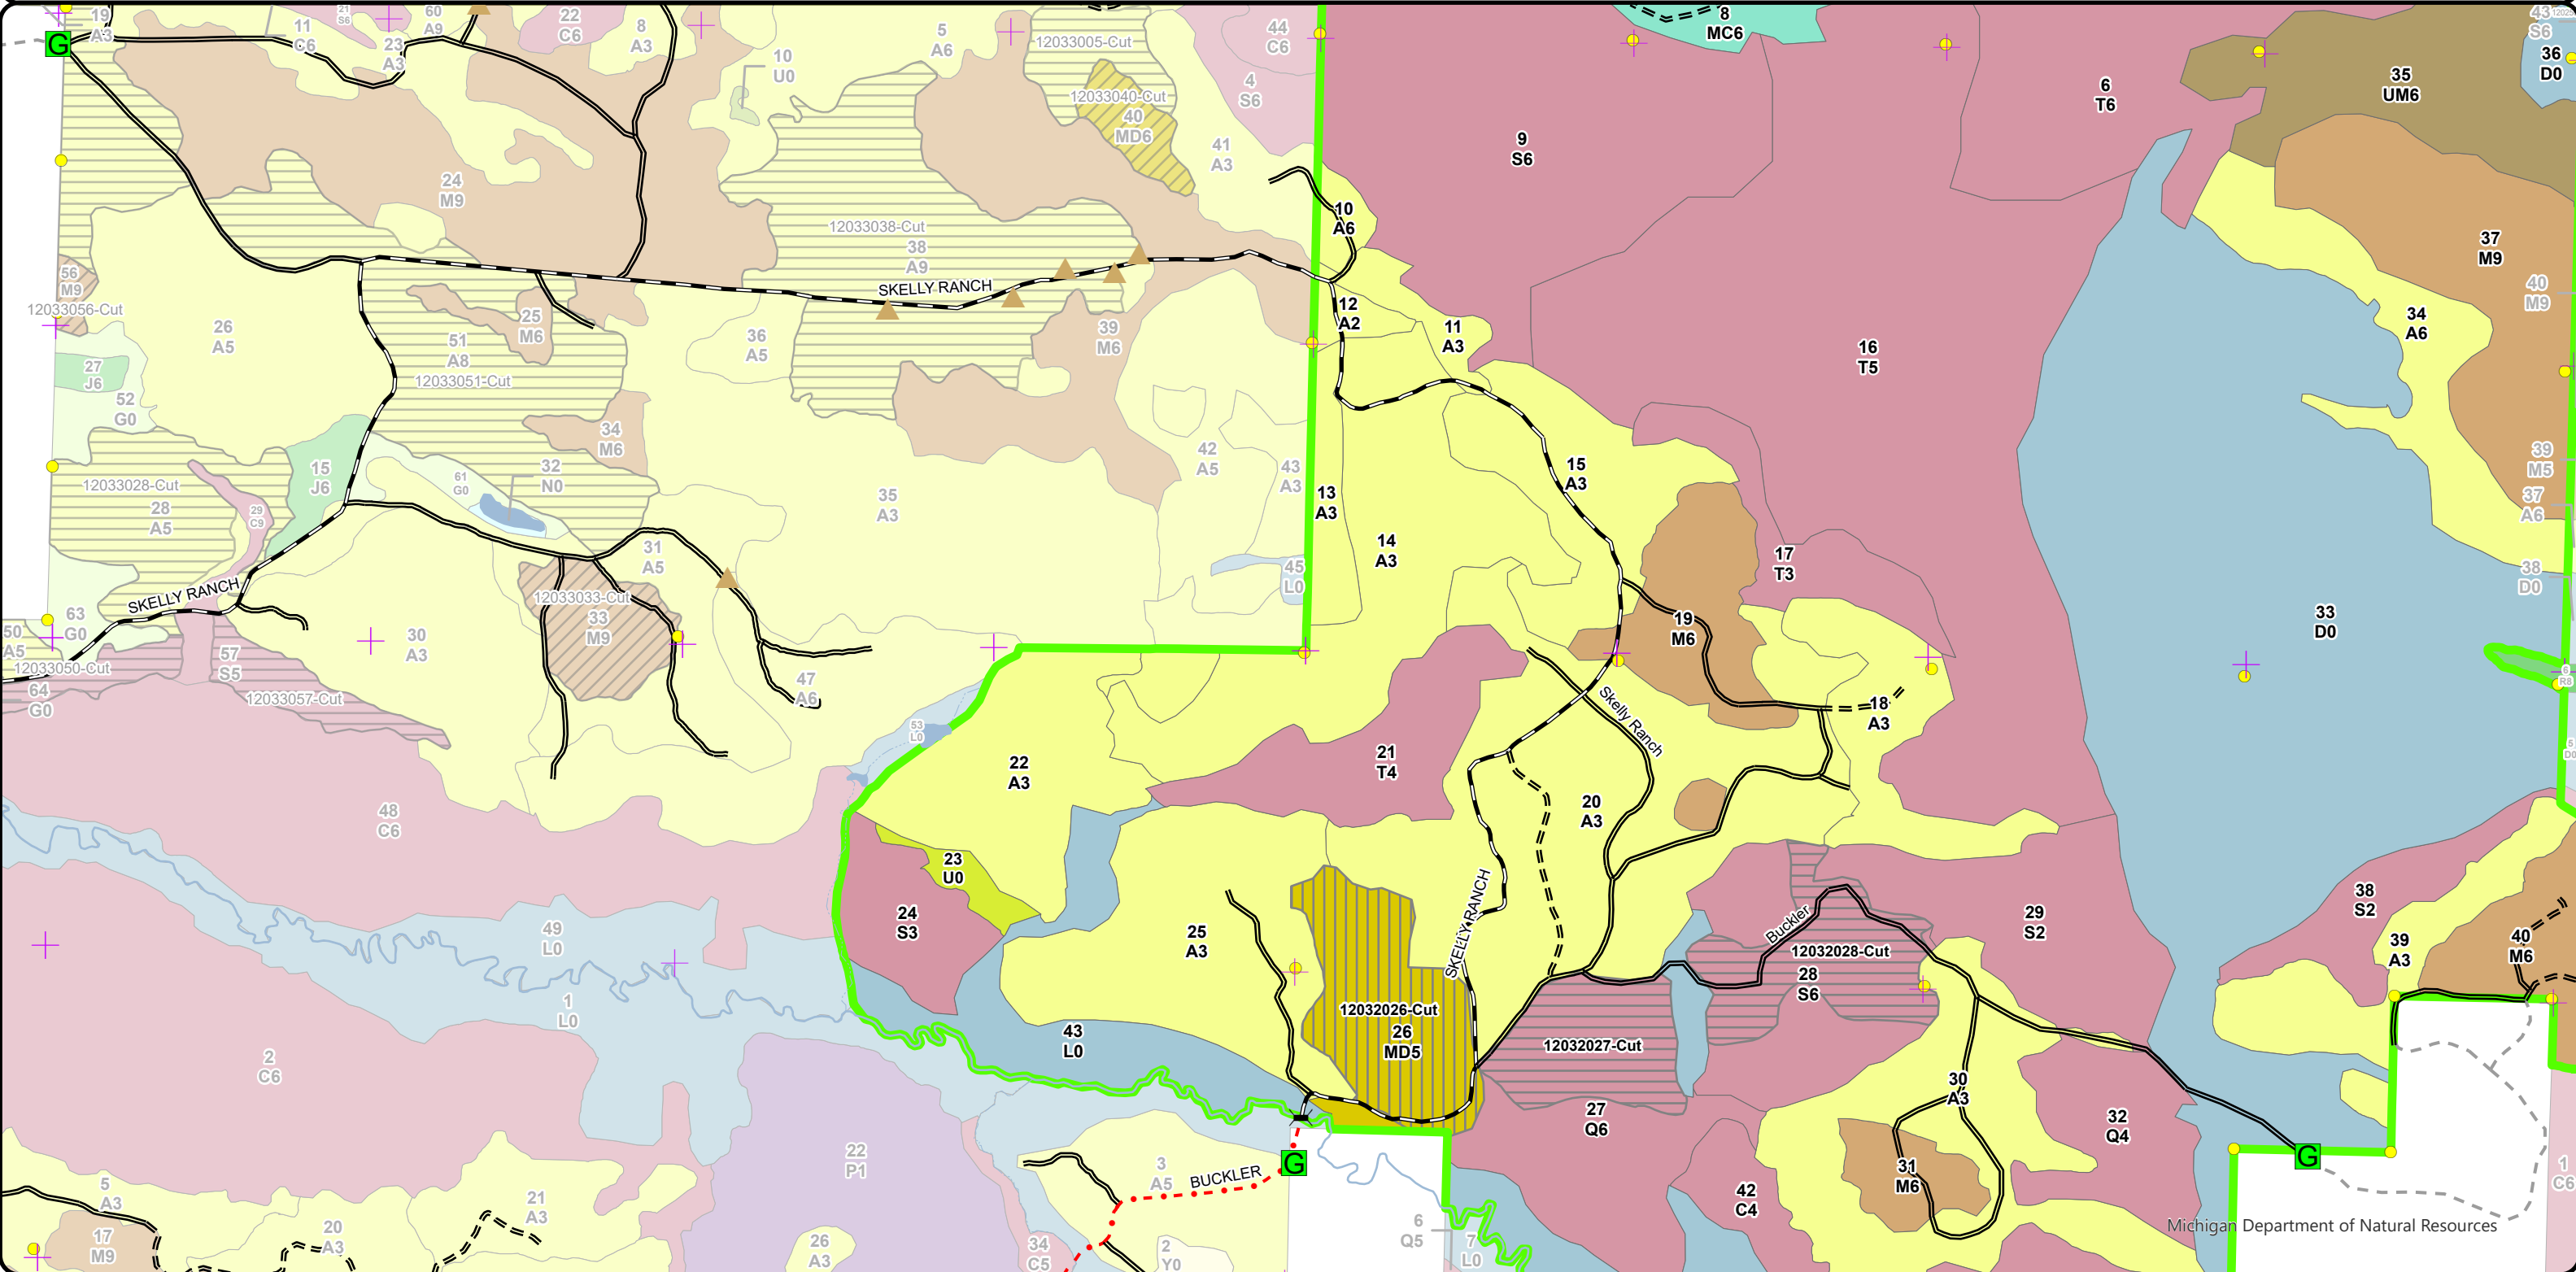 19
A3
11
C6
21
S6
23
A3
60
A9
22
C6
8
A3
10
U0
5
A6
12033005-Cut
44
C6
4
S6
8
MC6
43
S6
36
D0
G
12033040-Cut
40
MD6
41
A3
9
S6
6
T6
35
UM6
24
M9
12033038-Cut
38
A9
10
A6
37
M9
40
M9
56
M9
12033056-Cut
SKELLY RANCH
26
A5
25
M6
51
A8
12033051-Cut
36
A5
39
M6
12
A2
11
A3
16
T5
34
A6
27
J6
52
G0
34
M6
12033028-Cut
28
A5
15
J6
29
C9
61
G0
32
N0
35
A3
42
A5
43
A3
13
A3
15
A3
39
M5
37
A6
14
A3
17
T3
31
A5
45
L0
38
D0
12033033-Cut
33
M9
SKELLY RANCH
63
G0
50
A5
12033050-Cut
30
A3
57
S5
64
G0
12033057-Cut
47
A6
19
M6
33
D0
6
R8
18
A3
Skelly Ranch
53
L0
22
A3
21
T4
5
D0
20
A3
48
C6
23
U0
24
S3
SKELLY RANCH
25
A3
Buckler
29
S2
38
S2
39
A3
40
M6
49
L0
12032028-Cut
28
S6
1
L0
12032026-Cut
26
MD5
43
L0
12032027-Cut
2
C6
30
A3
27
Q6
32
Q4
22
P1
3
A5
BUCKLER
G
G
31
M6
1
C6
5
A3
42
C4
21
A3
20
A3
17
M9
26
A3
34
C5
2
Y0
6
Q5
7
L0
Michigan Department of Natural Resources